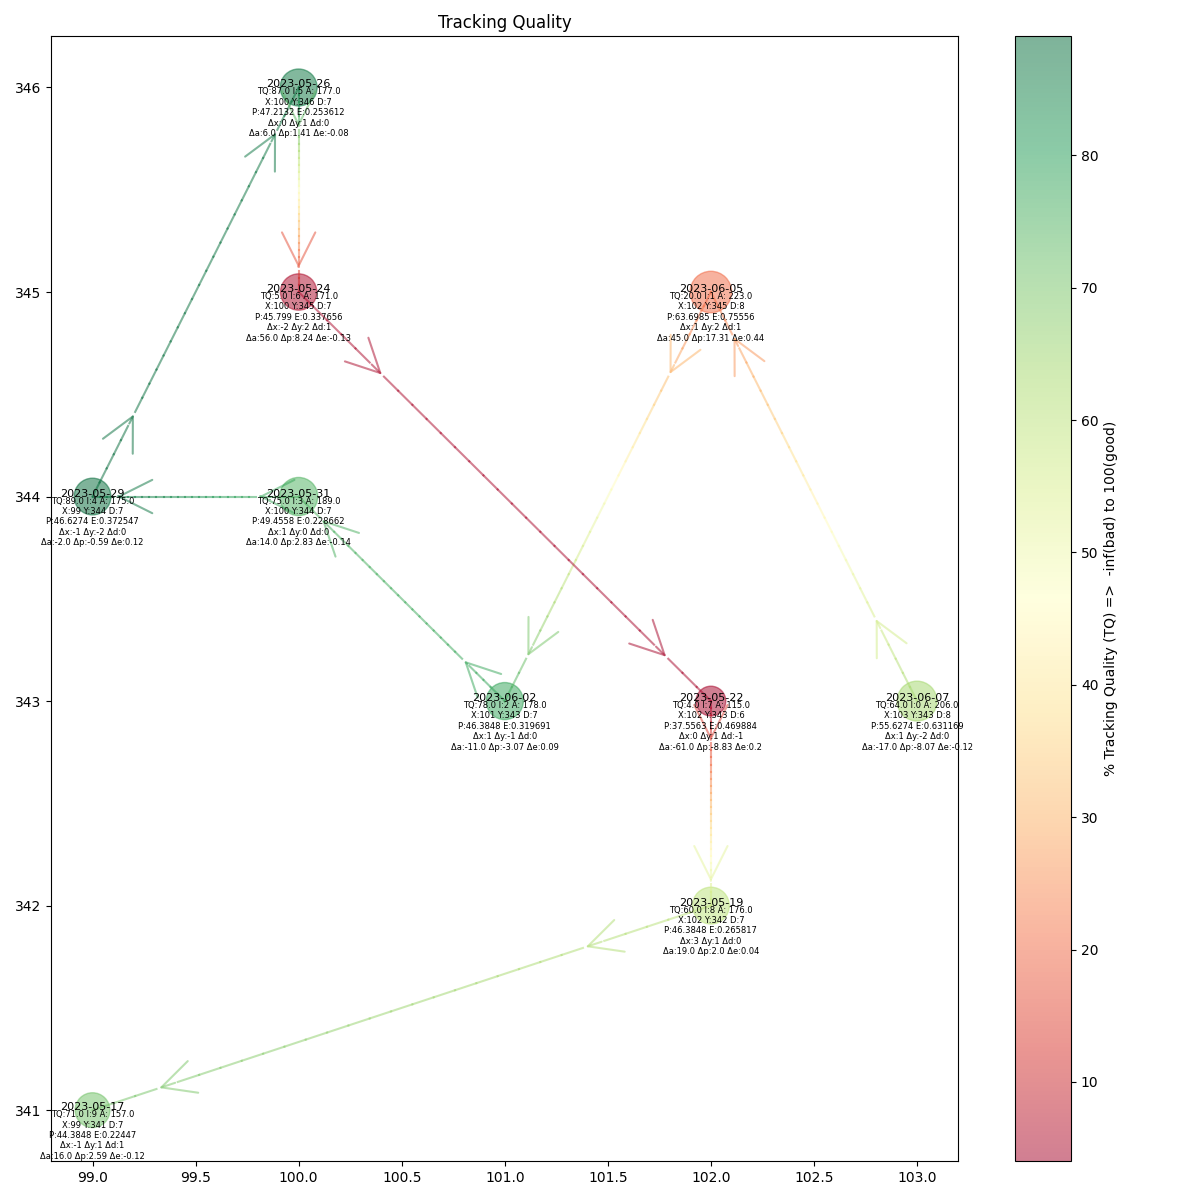 Tracking Quality
346
345
344
343
342
341
2023-05-26
TQ:87.0 I:5 A: 177.0
X:100 Y:346 D:7
P:47.2132 E:0.253612
Δx:0 Δy:1 Δd:0
Δa:6.0 Δp:1.41 Δe:-0.08
2023-05-24
TQ:5.0 I:6 A: 171.0
X:100 Y:345 D:7
P:45.799 E:0.337656
Δx:-2 Δy:2 Δd:1
Δa:56.0 Δp:8.24 Δe:-0.13
2023-06-05
TQ:20.0 I:1 A: 223.0
X:102 Y:345 D:8
P:63.6985 E:0.75556
Δx:1 Δy:2 Δd:1
Δa:45.0 Δp:17.31 Δe:0.44
2023-05-29
TQ:89.0 I:4 A: 175.0
X:99 Y:344 D:7
P:46.6274 E:0.372547
Δx:-1 Δy:-2 Δd:0
Δa:-2.0 Δp:-0.59 Δe:0.12
2023-05-31
TQ:75.0 I:3 A: 189.0
X:100 Y:344 D:7
P:49.4558 E:0.228662
Δx:1 Δy:0 Δd:0
Δa:14.0 Δp:2.83 Δe:-0.14
2023-06-02
TQ:78.0 I:2 A: 178.0
X:101 Y:343 D:7
P:46.3848 E:0.319691
Δx:1 Δy:-1 Δd:0
Δa:-11.0 Δp:-3.07 Δe:0.09
2023-05-22
TQ:4.0 I:7 A: 115.0
X:102 Y:343 D:6
P:37.5563 E:0.469884
Δx:0 Δy:1 Δd:-1
Δa:-61.0 Δp:-8.83 Δe:0.2
2023-06-07
TQ:64.0 I:0 A: 206.0
X:103 Y:343 D:8
P:55.6274 E:0.631169
Δx:1 Δy:-2 Δd:0
Δa:-17.0 Δp:-8.07 Δe:-0.12
2023-05-19
TQ:60.0 I:8 A: 176.0
X:102 Y:342 D:7
P:46.3848 E:0.265817
Δx:3 Δy:1 Δd:0
Δa:19.0 Δp:2.0 Δe:0.04
2023-05-17
TQ:71.0 I:9 A: 157.0
X:99 Y:341 D:7
P:44.3848 E:0.22447
Δx:-1 Δy:1 Δd:1
Δa:16.0 Δp:2.59 Δe:-0.12
99.0 99.5 100.0 100.5 101.0 101.5 102.0 102.5 103.0
80
70
60
50
40
30
20
10
% Tracking Quality (TQ) => -inf(bad) to 100(good)